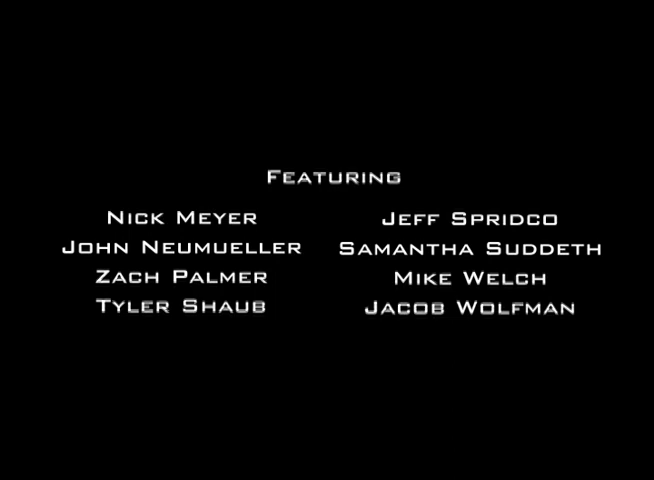 Featuring
Nick Meyer
John Neumueller
Zach Palmer
Tyler Shaub
Jeff Spridco
Samantha Suddeth
Mike Welch
Jacob Wolfman